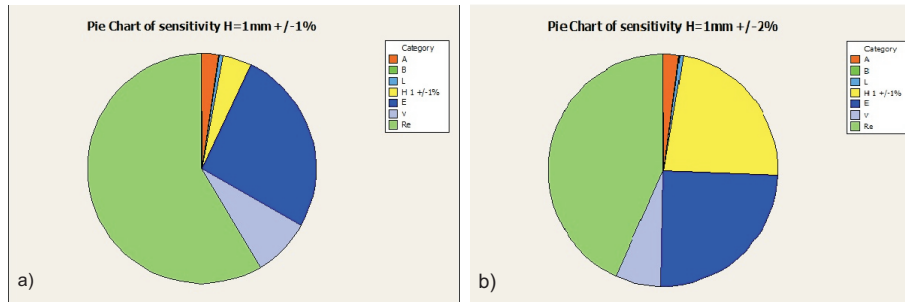 Pie Chart of sensitivity H=1mm +/-1%
Category
A
B
L
H 1 +/-1%
E
v
Re
a)
Pie Chart of sensitivity H=1mm +/-2%
Category
A
B
L
H 1 +/-1%
E
v
Re
b)